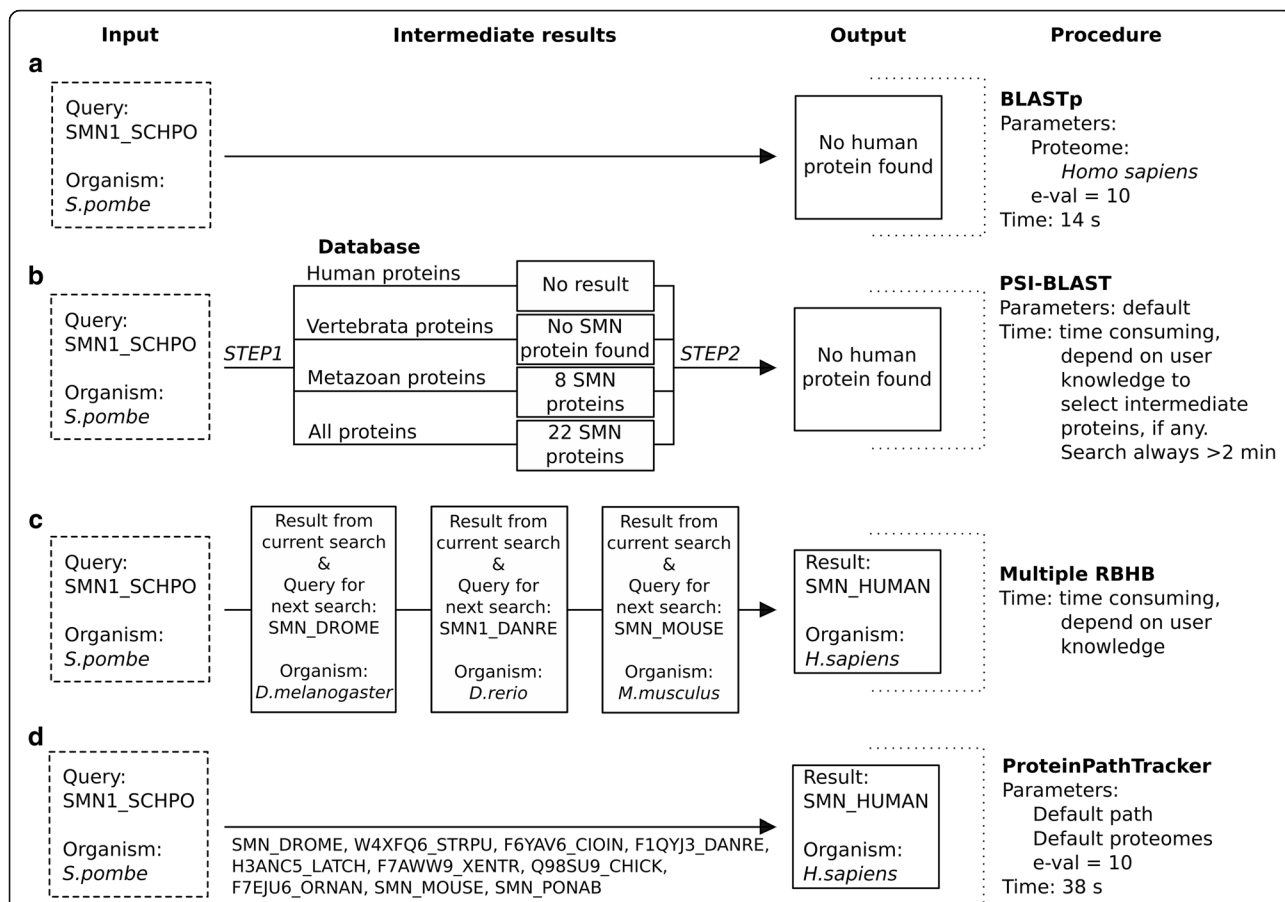 Input
Intermediate results
Output
Procedure
a
Query:
SMN1_SCHPO
Organism:
S.pombe
No human
protein found
BLASTp
Parameters:
Proteome:
Homo sapiens
e-val = 10
Time: 14 s
b
Query:
SMN1_SCHPO
Organism:
S.pombe
STEP1
Database
Human proteins
No result
Vertebrata proteins
No SMN
protein found
Metazoan proteins
8 SMN
proteins
All proteins
22 SMN
proteins
STEP2
No human
protein found
PSI-BLAST
Parameters: default
Time: time consuming,
depend on user
knowledge to
select intermediate
proteins, if any.
Search always >2 min
c
Query:
SMN1_SCHPO
Organism:
S.pombe
Result from
current search
&
Query for
next search:
SMN_DROME
Organism:
D.melanogaster
Result from
current search
&
Query for
next search:
SMN1_DANRE
Organism:
D.rerio
Result from
current search
&
Query for
next search:
SMN_MOUSE
Organism:
M.musculus
Result:
SMN_HUMAN
Organism:
H.sapiens
Multiple RBHB
Time: time consuming,
depend on user
knowledge
d
Query:
SMN1_SCHPO
Organism:
S.pombe
SMN_DROME, W4XFQ6_STRPU, F6YAV6_CIOIN, F1QYJ3_DANRE,
H3ANC5_LATCH, F7AWW9_XENTR, Q98SU9_CHICK,
F7EJU6_ORNAN, SMN_MOUSE, SMN_PONAB
Result:
SMN_HUMAN
Organism:
H.sapiens
ProteinPathTracker
Parameters:
Default path
Default proteomes
e-val = 10
Time: 38 s